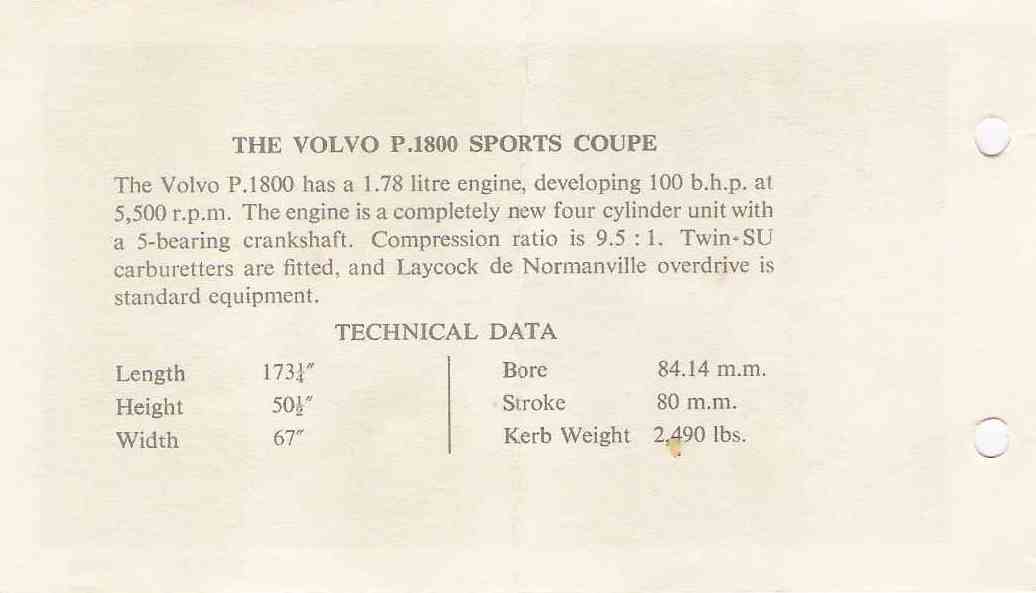 THE VOLVO P.1800 SPORTS COUPE
The Volvo P.1800 has a 1.78 litre engine, developing 100 b.h.p. at
5,500 r.p.m. The engine is a completely new four cylinder unit with
a 5-bearing crankshaft. Compression ratio is 9.5 : 1. Twin-SU
carburetters are fitted, and Laycock de Normanville overdrive is
standard equipment.
TECHNICAL DATA
Length 173¼″
Height 50½″
Width 67″
Bore 84.14 m.m.
Stroke 80 m.m.
Kerb Weight 2,490 lbs.